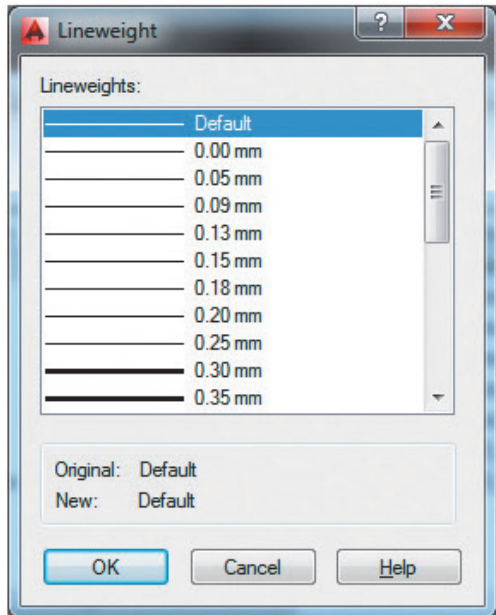 Lineweight
Lineweights:
Default
0.00 mm
0.05 mm
0.09 mm
0.13 mm
0.15 mm
0.18 mm
0.20 mm
0.25 mm
0.30 mm
0.35 mm
Original: Default
New: Default
OK Cancel Help